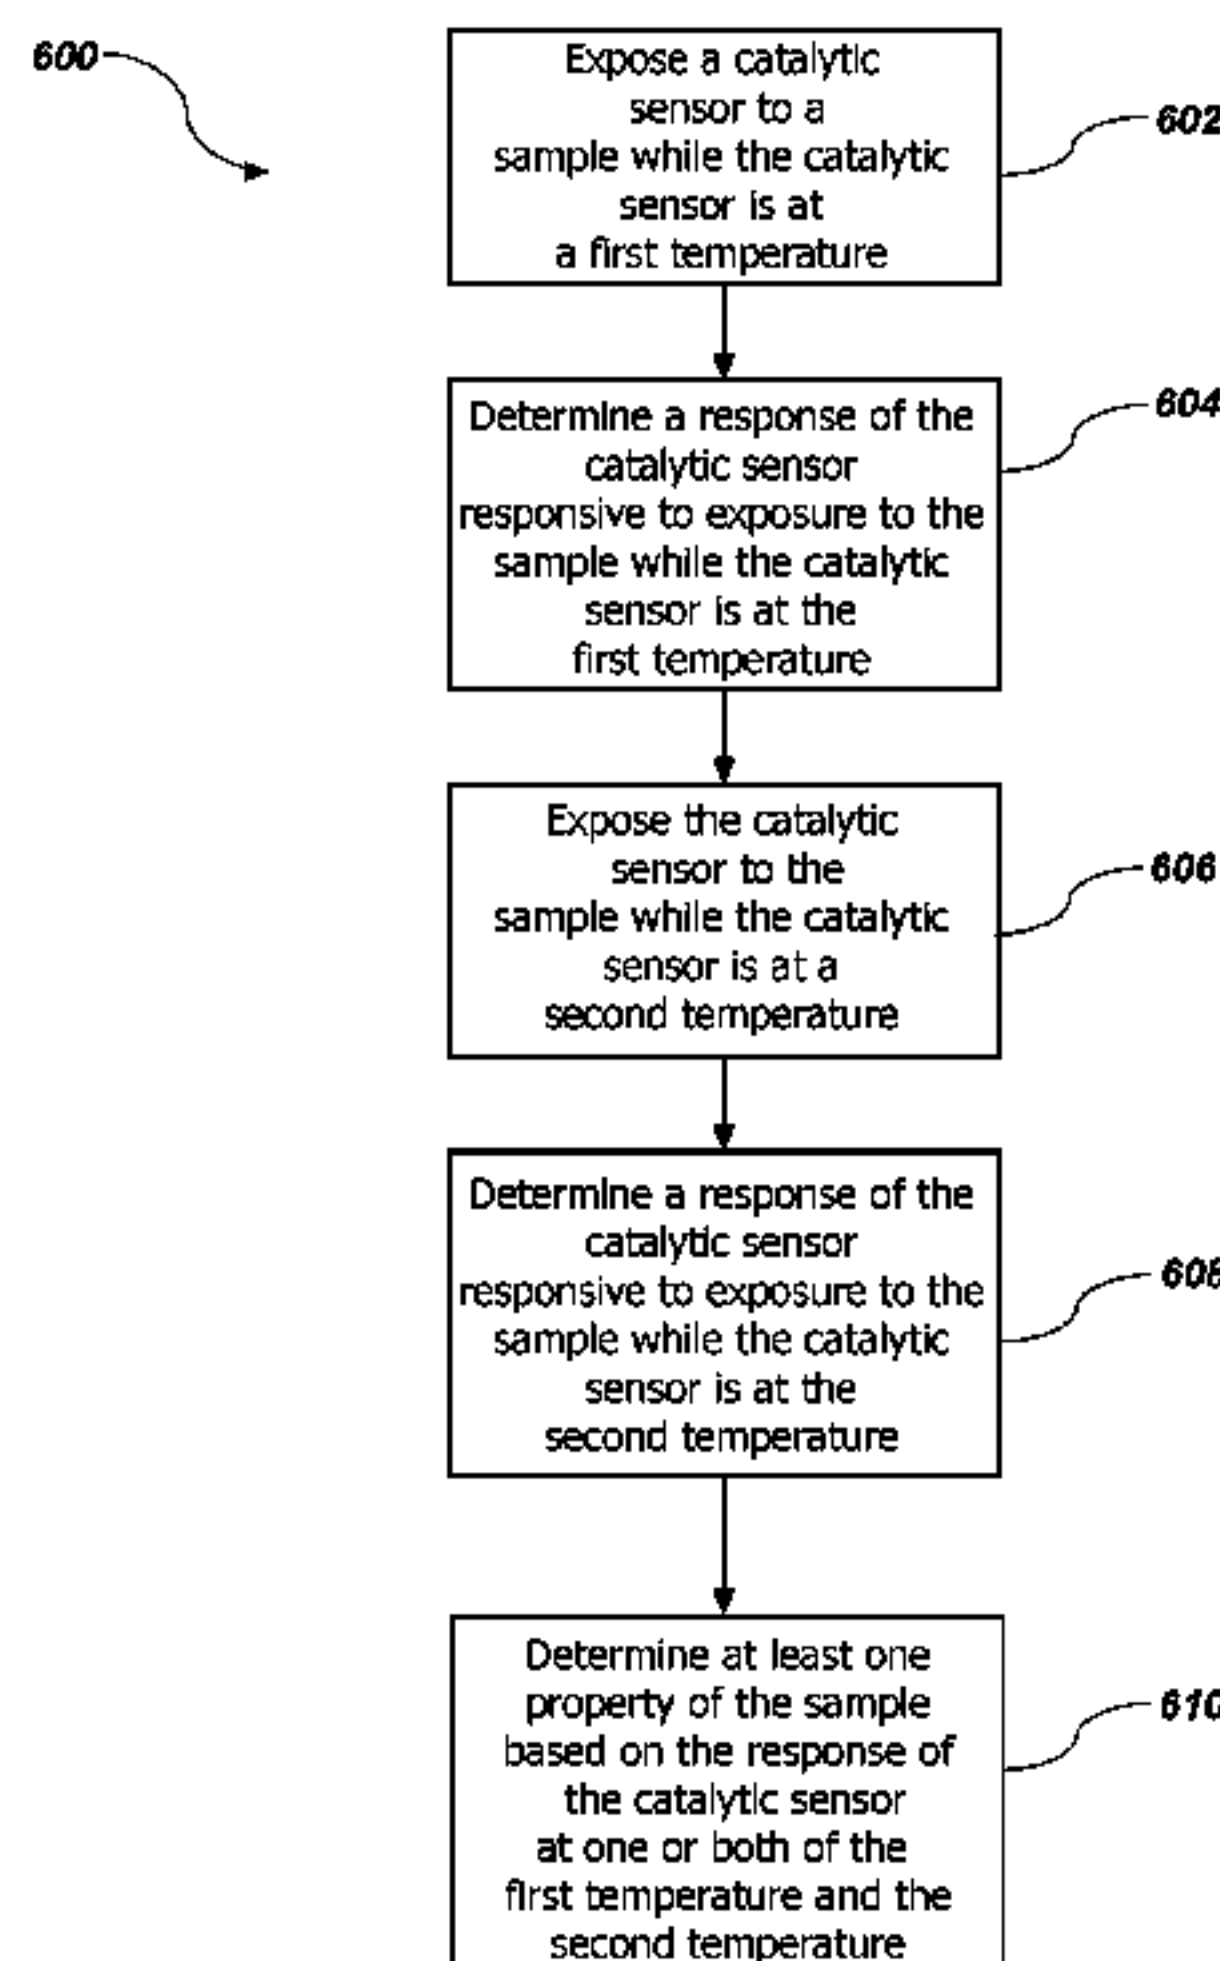 600
Expose a catalytic
sensor to a
sample while the catalytic
sensor is at
a first temperature
602
Determine a response of the
catalytic sensor
responsive to exposure to the
sample while the catalytic
sensor is at the
first temperature
604
Expose the catalytic
sensor to the
sample while the catalytic
sensor is at a
second temperature
606
Determine a response of the
catalytic sensor
responsive to exposure to the
sample while the catalytic
sensor is at the
second temperature
608
Determine at least one
property of the sample
based on the response of
the catalytic sensor
at one or both of the
first temperature and the
second temperature
610